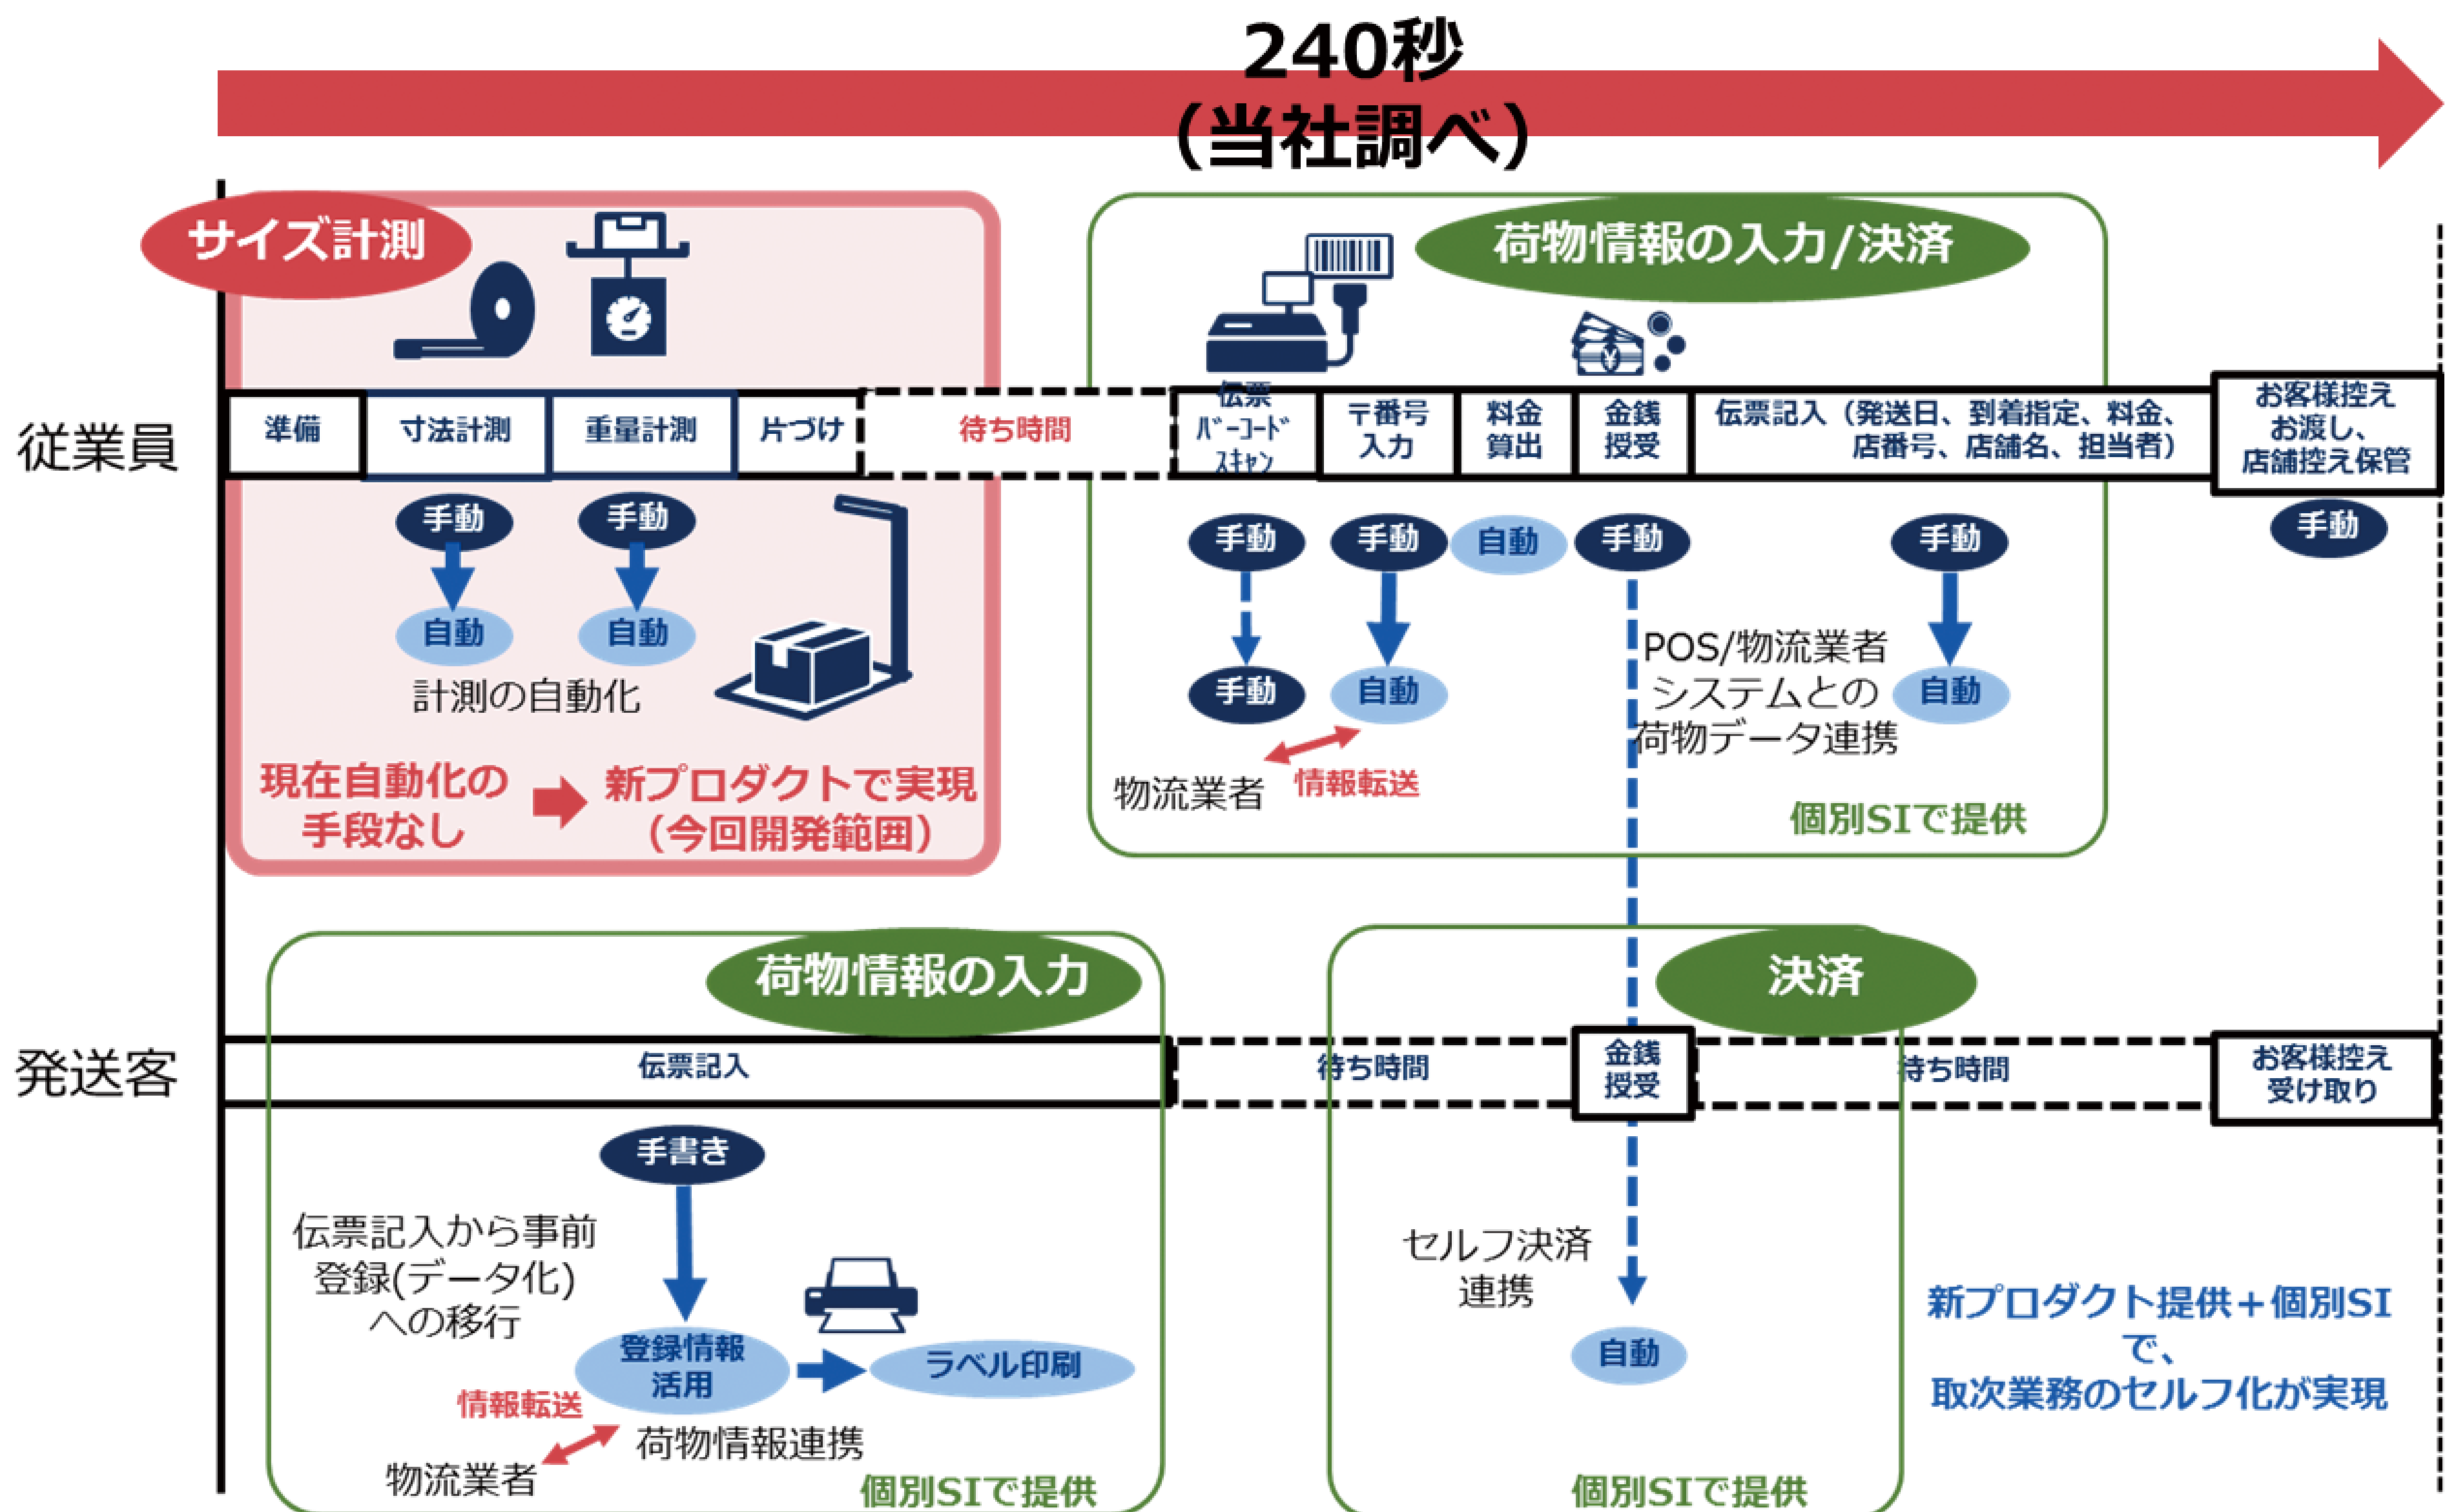 240秒
（当社調べ）
サイズ計測
荷物情報の入力/決済
従業員
準備
寸法計測
重量計測
片づけ
待ち時間
伝票
ﾊﾞｰｺｰﾄﾞ
ｽｷｬﾝ
〒番号
入力
料金
算出
金銭
授受
伝票記入（発送日、到着指定、料金、
店番号、店舗名、担当者）
お客様控え
お渡し、
店舗控え保管
手動
手動
自動
自動
計測の自動化
現在自動化の
手段なし
新プロダクトで実現
（今回開発範囲）
手動
手動
自動
手動
手動
手動
手動
自動
自動
POS/物流業者
システムとの
荷物データ連携
物流業者
情報転送
個別SIで提供
荷物情報の入力
決済
発送客
伝票記入
待ち時間
金銭
授受
待ち時間
お客様控え
受け取り
手書き
伝票記入から事前
登録(データ化)
への移行
登録情報
活用
ラベル印刷
情報転送
荷物情報連携
物流業者
個別SIで提供
セルフ決済
連携
自動
個別SIで提供
新プロダクト提供＋個別SI
で、
取次業務のセルフ化が実現